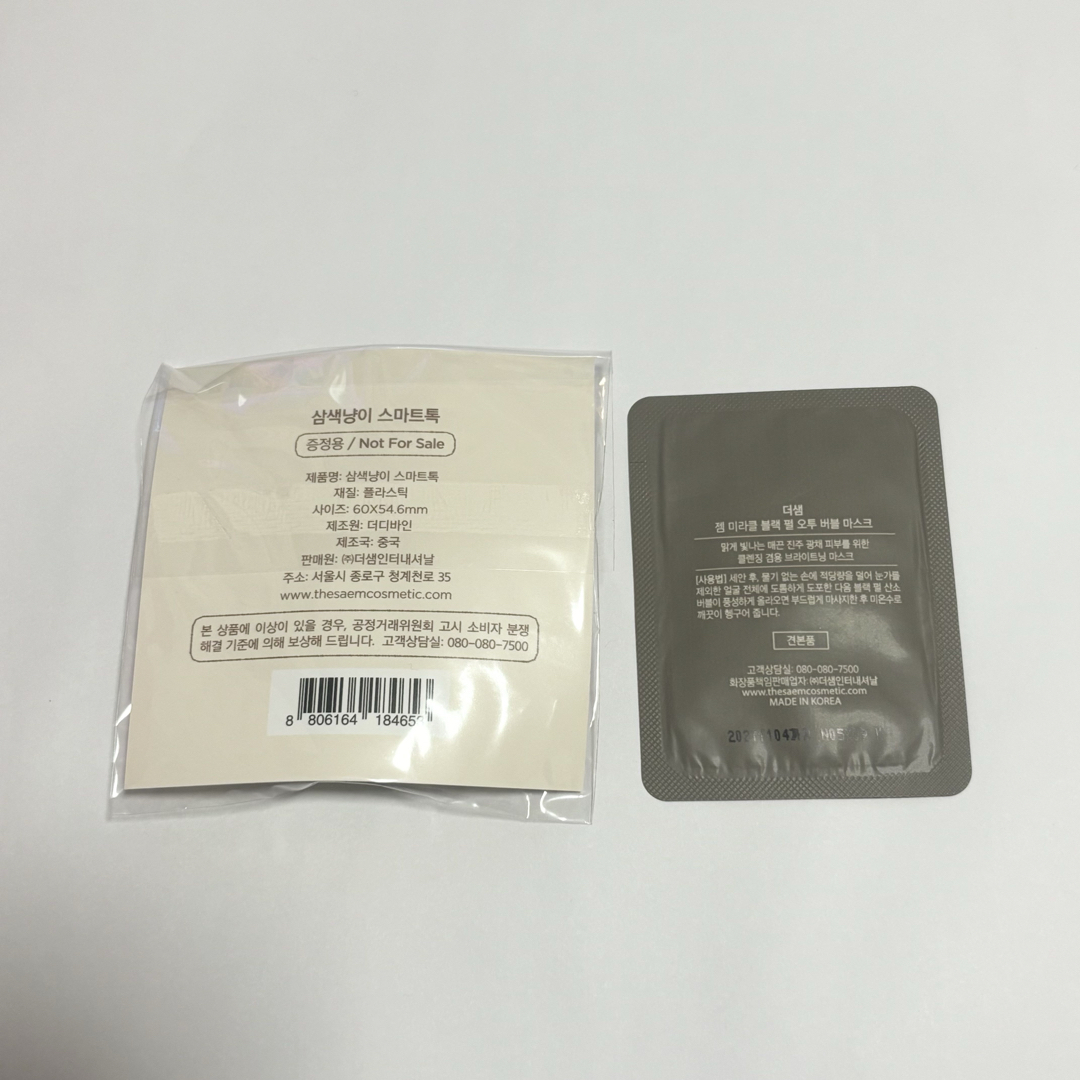 삼색냥이 스마트톡
증정용 / Not For Sale
제품명: 삼색냥이 스마트톡
재질: 플라스틱
사이즈: 60X54.6mm
제조원: 더디바인
제조국: 중국
판매원: ㈜더샘인터내셔날
주소: 서울시 종로구 청계천로 35
www.thesaemcosmetic.com
본 상품에 이상이 있을 경우, 공정거래위원회 고시 소비자 분쟁
해결 기준에 의해 보상해 드립니다. 고객상담실: 080-080-7500
8 806164
더샘
젬 미라클 블랙 펄 오투 버블 마스크
맑게 빛나는 매끈 진주 광채 피부를 위한
클렌징 겸용 브라이트닝 마스크
[사용법] 세안 후, 물기 없는 손에 적당량을 덜어 눈가를
제외한 얼굴 전체에 도톰하게 도포한 다음 블랙 펄 산소
버블이 풍성하게 올라오면 부드럽게 마사지한 후 미온수로
깨끗이 헹구어 줍니다.
견본품
고객상담실: 080-080-7500
화장품책임판매업자: ㈜더샘인터내셔날
www.thesaemcosmetic.com
MADE IN KOREA